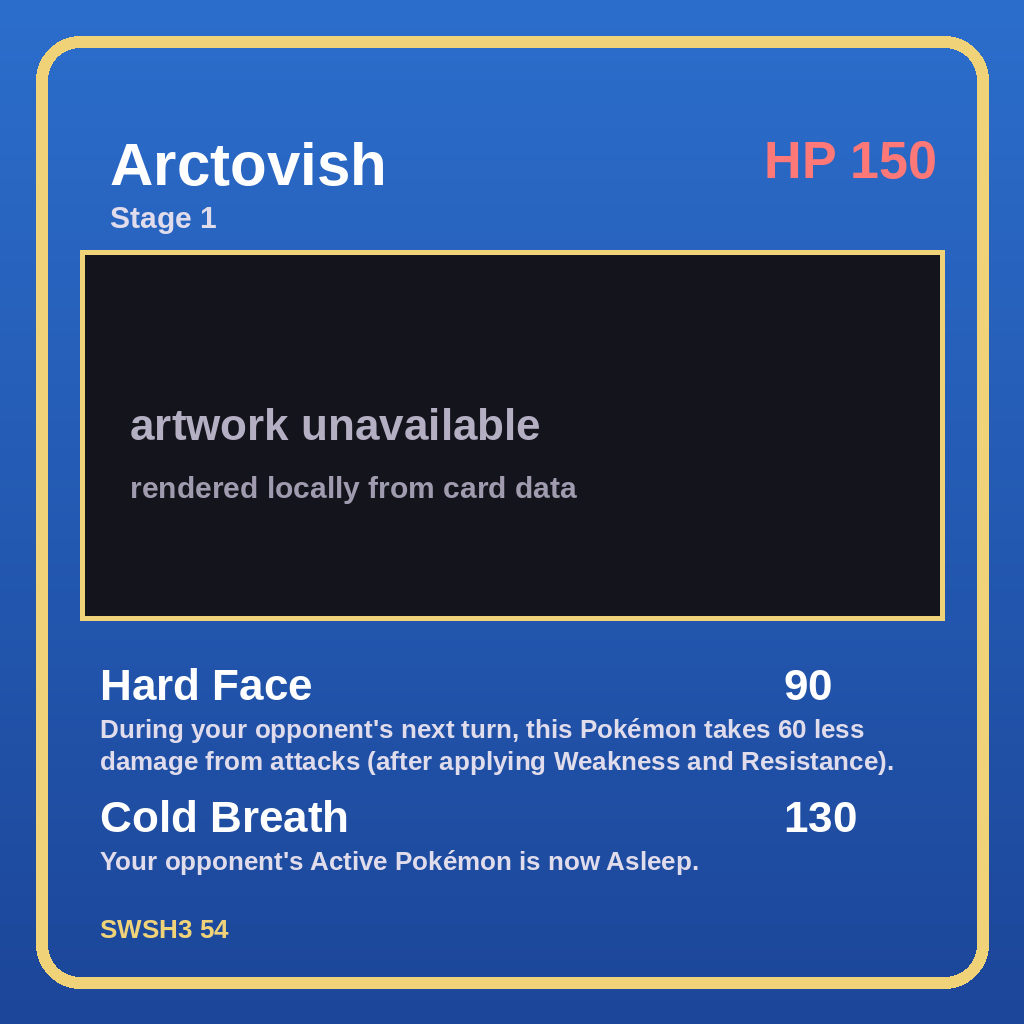 Arctovish
HP 150
Stage 1
artwork unavailable
rendered locally from card data
Hard Face
90
During your opponent's next turn, this Pokémon takes 60 less
damage from attacks (after applying Weakness and Resistance).
Cold Breath
130
Your opponent's Active Pokémon is now Asleep.
SWSH3 54